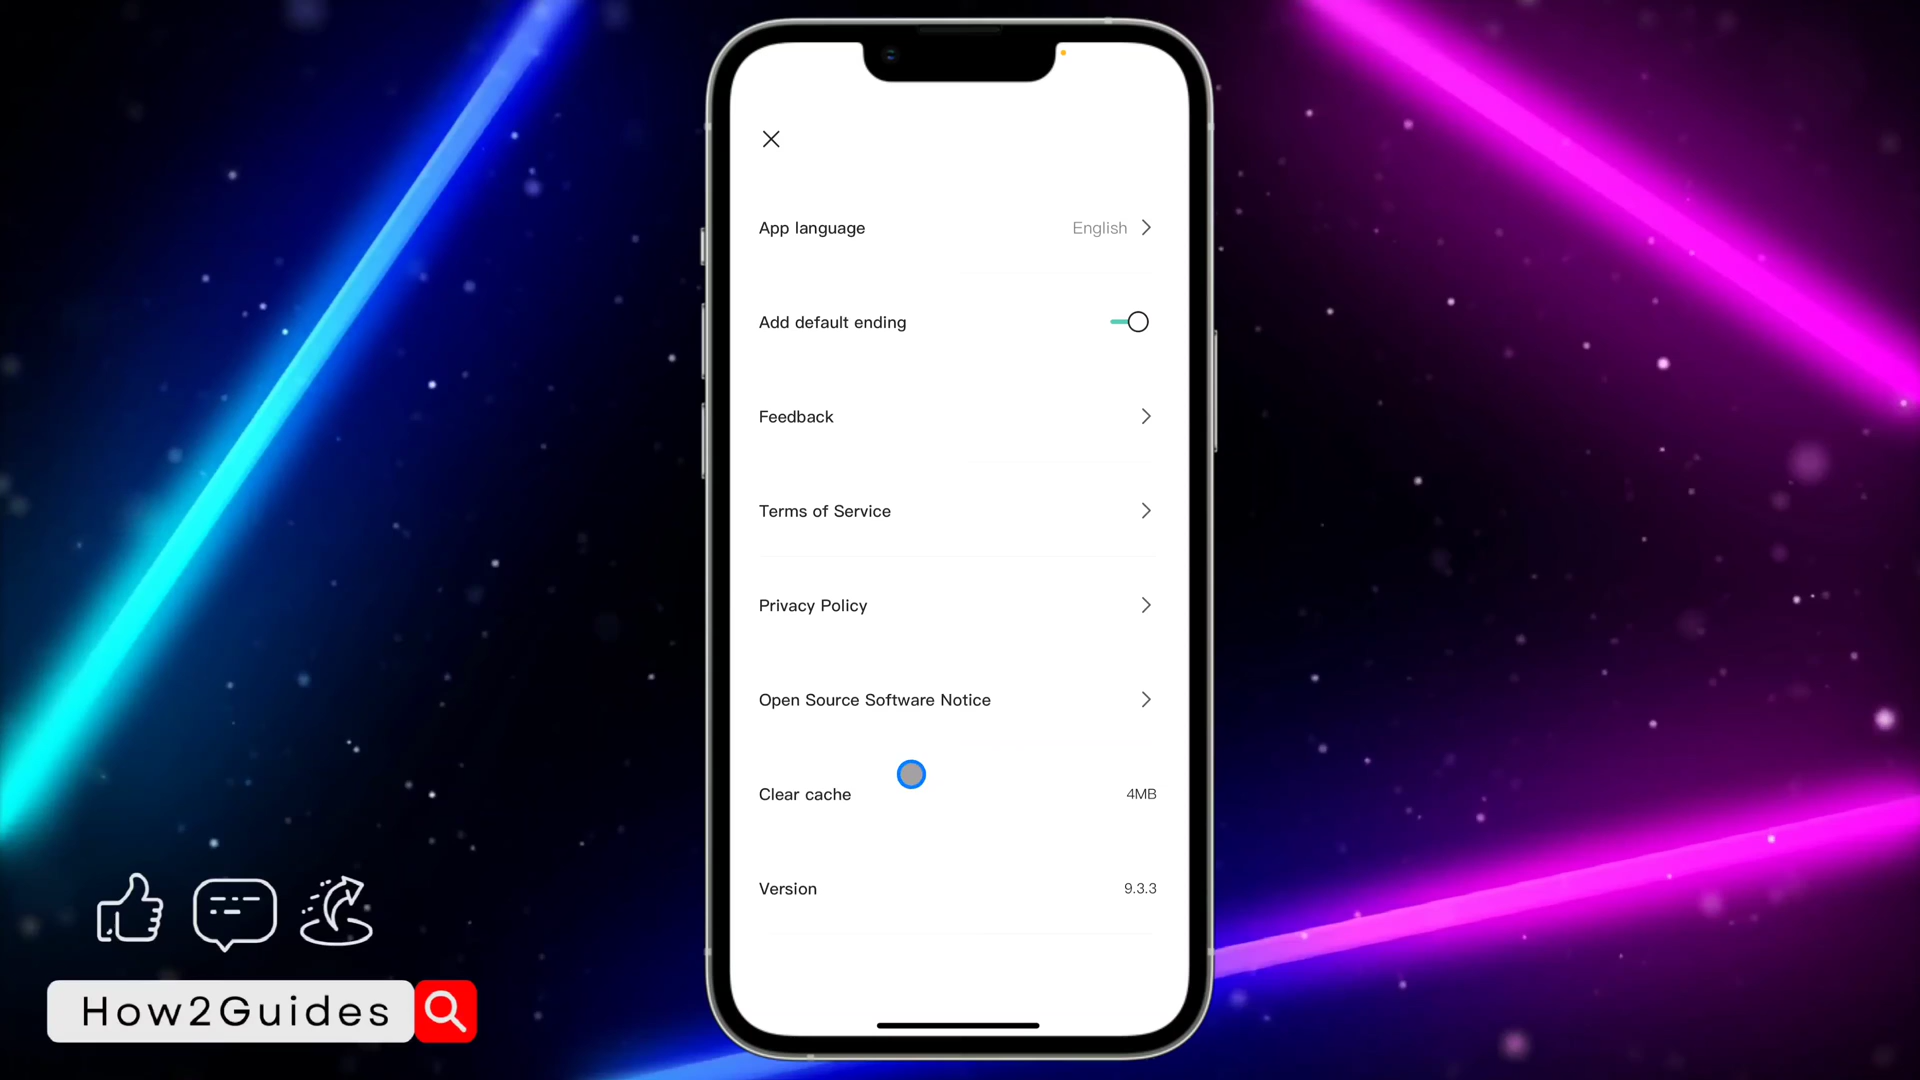 App language English
Add default ending
Feedback
Terms of Service
Privacy Policy
Open Source Software Notice
Clear cache 4MB
Version 9.3.3
How2Guides